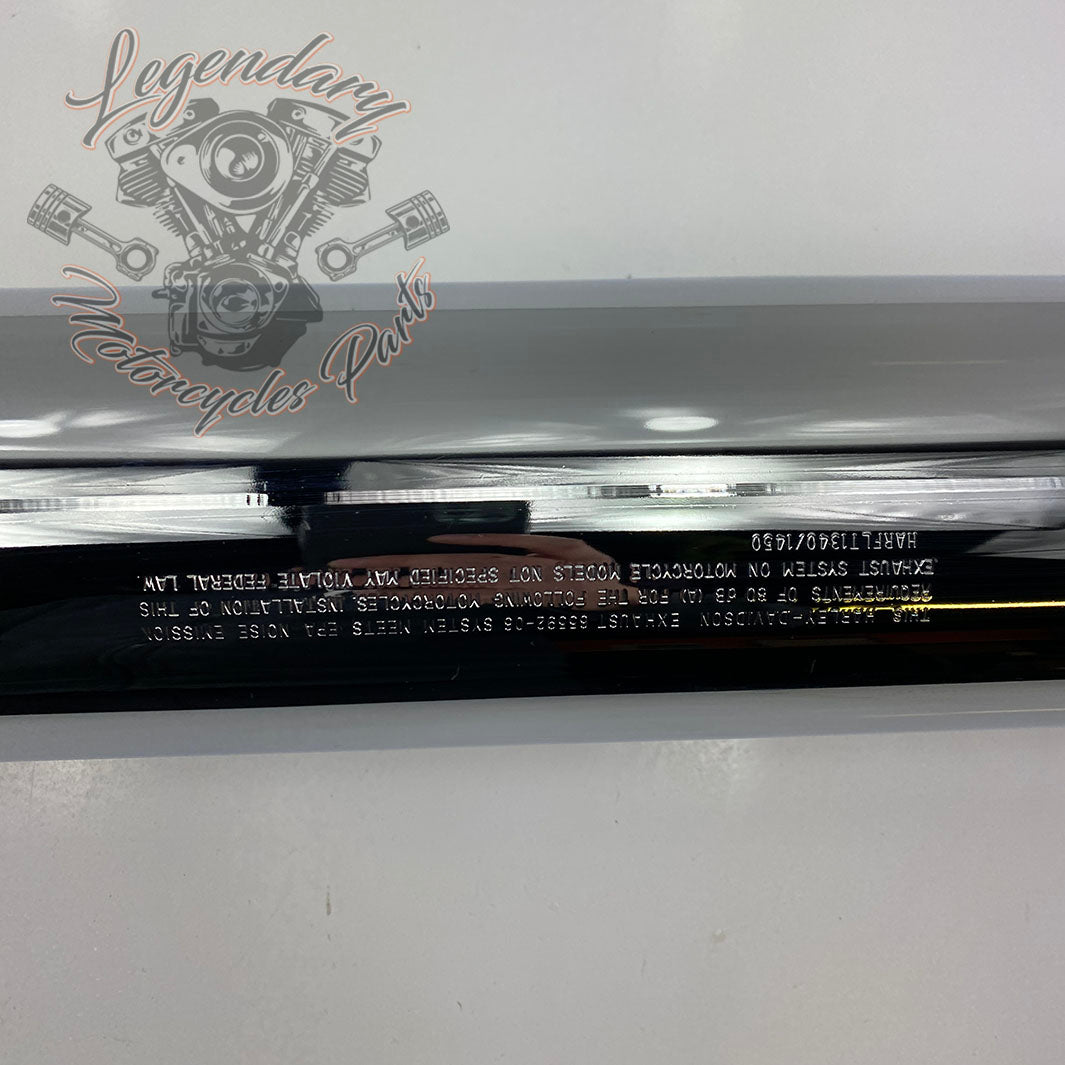 Legendary
Motorcycles Parts
THIS HARLEY-DAVIDSON EXHAUST 65592-08 SYSTEM MEETS EPA NOISE EMISSION
REQUIREMENTS OF 80 dB (A) FOR THE FOLLOWING MOTORCYCLES. INSTALLATION OF THIS
EXHAUST SYSTEM ON MOTORCYCLE MODELS NOT SPECIFIED MAY VIOLATE FEDERAL LAW.
HARFLT1340/1450